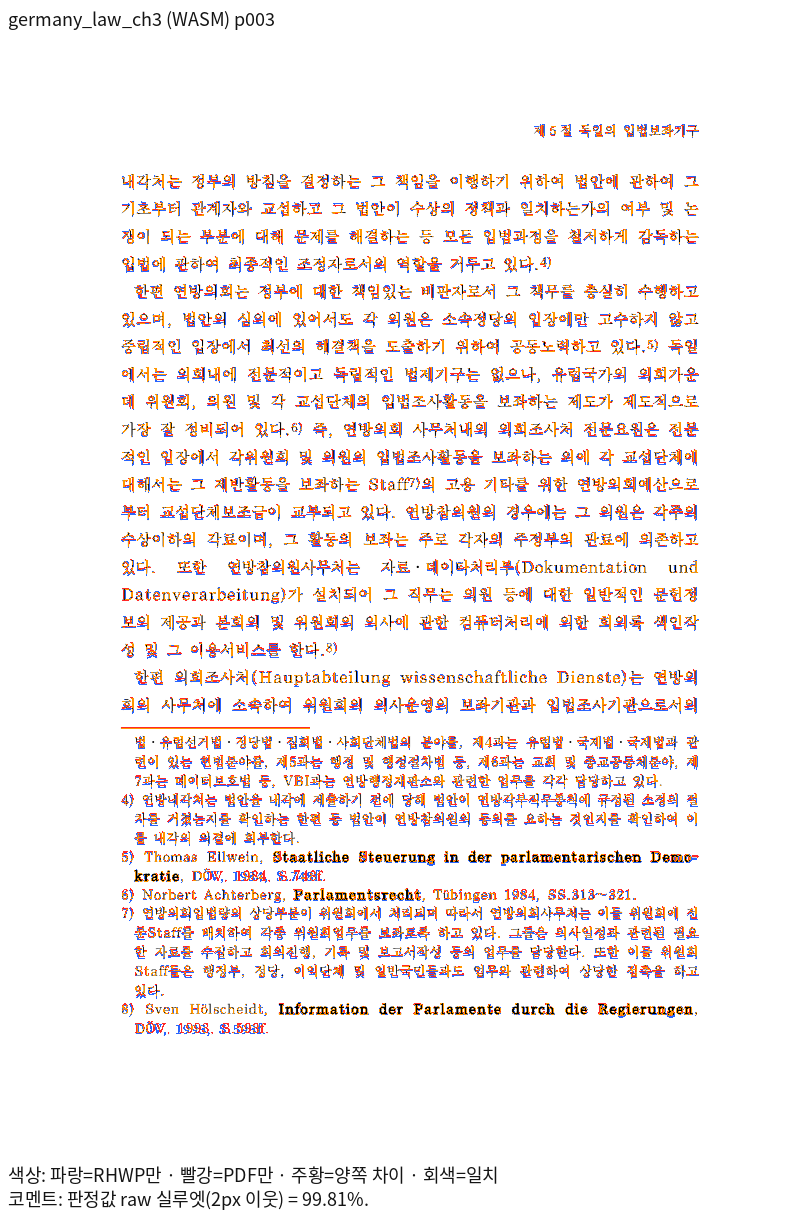 germany_law_ch3 (WASM) p003
제 5 절 독일의 입법보좌기구
내각처는 정부의 방침을 결정하는 그 책임을 이행하기 위하여 법안에 관하여 그
기초부터 관계자와 교섭하고 그 법안이 수상의 정책과 일치하는가의 여부 및 논
쟁이 되는 부분에 대해 문제를 해결하는 등 모든 입법과정을 철저하게 감독하는
입법에 관하여 최종적인 조정자로서의 역할을 거두고 있다.4)
한편 연방의회는 정부에 대한 책임있는 비판자로서 그 책무를 충실히 수행하고
있으며, 법안의 심의에 있어서도 각 의원은 소속정당의 입장에만 고수하지 않고
중립적인 입장에서 최선의 해결책을 도출하기 위하여 공동노력하고 있다.5) 독일
에서는 의회내에 전문적이고 독립적인 법제기구는 없으나, 유럽국가의 의회가운
데 위원회, 의원 및 각 교섭단체의 입법조사활동을 보좌하는 제도가 제도적으로
가장 잘 정비되어 있다.6) 즉, 연방의회 사무처내의 의회조사처 전문요원은 전문
적인 입장에서 각위원회 및 의원의 입법조사활동을 보좌하는 외에 각 교섭단체에
대해서는 그 제반활동을 보좌하는 Staff7)의 고용 기타를 위한 연방의회예산으로
부터 교섭단체보조금이 교부되고 있다. 연방참의원의 경우에는 그 의원은 각주의
수상이하의 각료이며, 그 활동의 보좌는 주로 각자의 주정부의 관료에 의존하고
있다. 또한 연방참의원사무처는 자료·데이타처리부(Dokumentation und
Datenverarbeitung)가 설치되어 그 직무는 의원 등에 대한 일반적인 문헌정
보의 제공과 본회의 및 위원회의 의사에 관한 컴퓨터처리에 의한 회의록 색인작
성 및 그 이용서비스를 한다.8)
한편 의회조사처(Hauptabteilung wissenschaftliche Dienste)는 연방의
회의 사무처에 소속하여 위원회의 의사운영의 보좌기관과 입법조사기관으로서의
법·유럽선거법·정당법·집회법·사회단체법의 분야를, 제4과는 유럽법·국제법·국제법과 관
련이 있는 헌법분야를, 제5과는 행정 및 행정절차법 등, 제6과는 교회 및 종교공동체분야, 제
7과는 데이터보호법 등, VBI과는 연방행정재판소와 관련한 업무를 각각 담당하고 있다.
4) 연방내각처는 법안을 내각에 제출하기 전에 당해 법안이 연방각부직무통칙에 규정된 소정의 절
차를 거쳤는지를 확인하는 한편 동 법안이 연방참의원의 동의를 요하는 것인지를 확인하여 이
를 내각의 의결에 회부한다.
5) Thomas Ellwein, Staatliche Steuerung in der parlamentarischen Demo-
kratie, DÖV, 1984, S.748f.
6) Norbert Achterberg, Parlamentsrecht, Tübingen 1984, SS.313~321.
7) 연방의회입법량의 상당부분이 위원회에서 처리되며 따라서 연방의회사무처는 이들 위원회에 전
문Staff를 배치하여 각종 위원회업무를 보좌토록 하고 있다. 그들은 의사일정과 관련된 필요
한 자료를 수집하고 회의진행, 기록 및 보고서작성 등의 업무를 담당한다. 또한 이들 위원회
Staff들은 행정부, 정당, 이익단체 및 일반국민들과도 업무와 관련하여 상당한 접촉을 하고
있다.
8) Sven Hölscheidt, Information der Parlamente durch die Regierungen,
DÖV, 1993, S.593ff.
색상: 파랑=RHWP만 · 빨강=PDF만 · 주황=양쪽 차이 · 회색=일치
코멘트: 판정값 raw 실루엣(2px 이웃) = 99.81%.